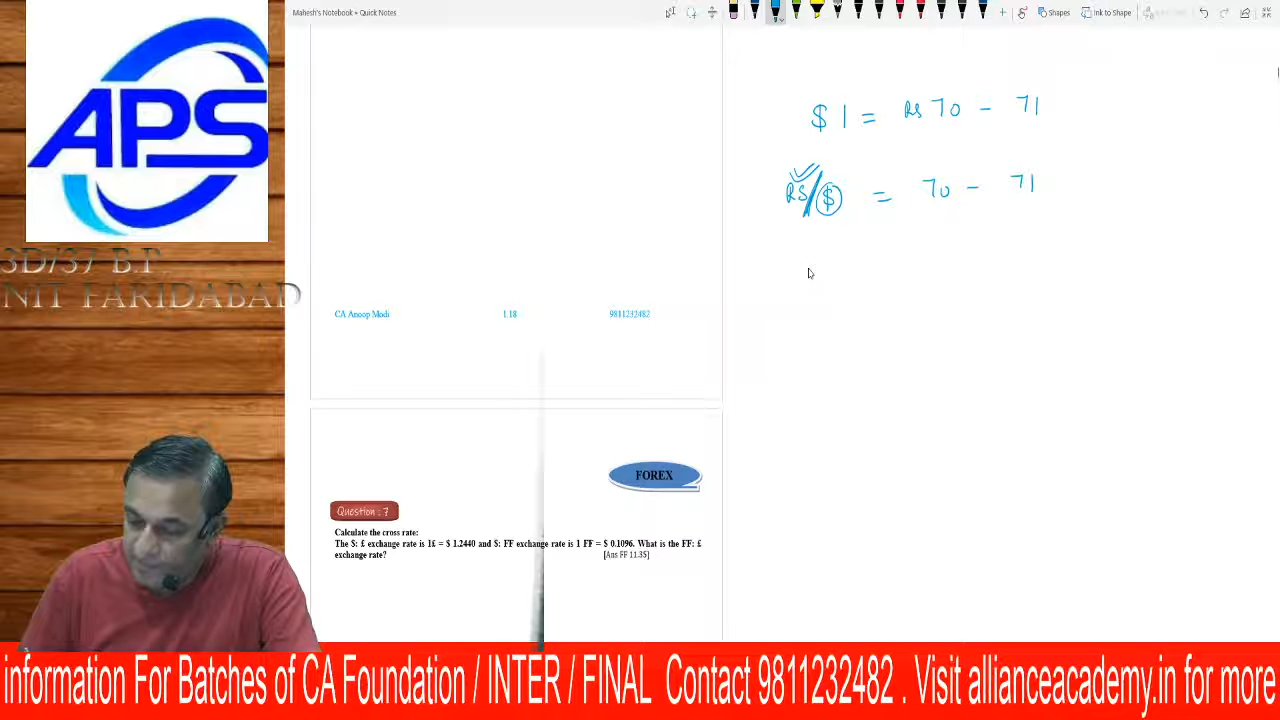 Mahesh's Notebook » Quick Notes
Shapes
Ink to Shape
APS
3D/37 B.P.
NIT FARIDABAD
CA Anoop Modi 1.18 9811232482
FOREX
Question : 7
Calculate the cross rate:
The $: £ exchange rate is 1£ = $ 1.2440 and $: FF exchange rate is 1 FF = $ 0.1096. What is the FF: £
exchange rate? [Ans FF 11.35]
$ 1 = RS 70 - 71
RS/$ = 70 - 71
information For Batches of CA Foundation / INTER / FINAL Contact 9811232482 . Visit allianceacademy.in for more